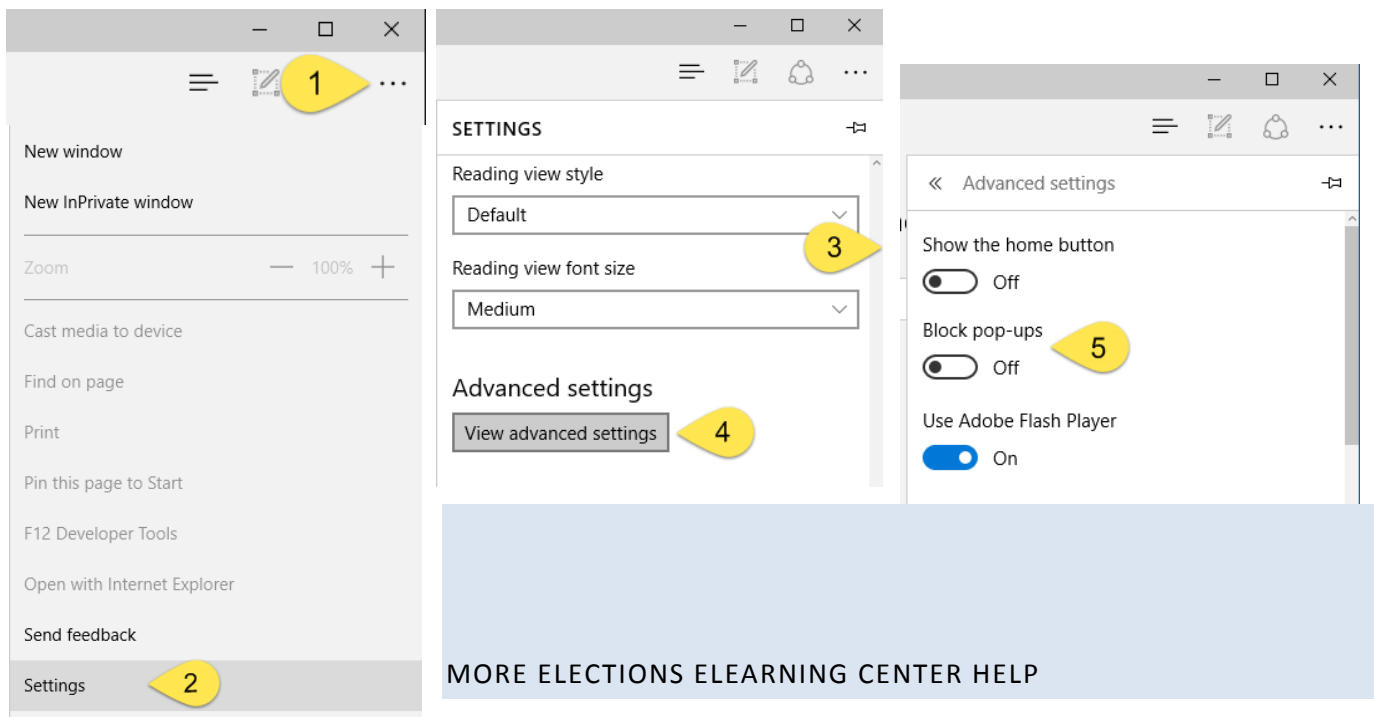 1
New window
New InPrivate window
Zoom 100%
Cast media to device
Find on page
Print
Pin this page to Start
F12 Developer Tools
Open with Internet Explorer
Send feedback
Settings 2
SETTINGS
Reading view style
Default
3
Reading view font size
Medium
Advanced settings
View advanced settings 4
Advanced settings
Show the home button
Off
Block pop-ups
5
Off
Use Adobe Flash Player
On
MORE ELECTIONS ELEARNING CENTER HELP